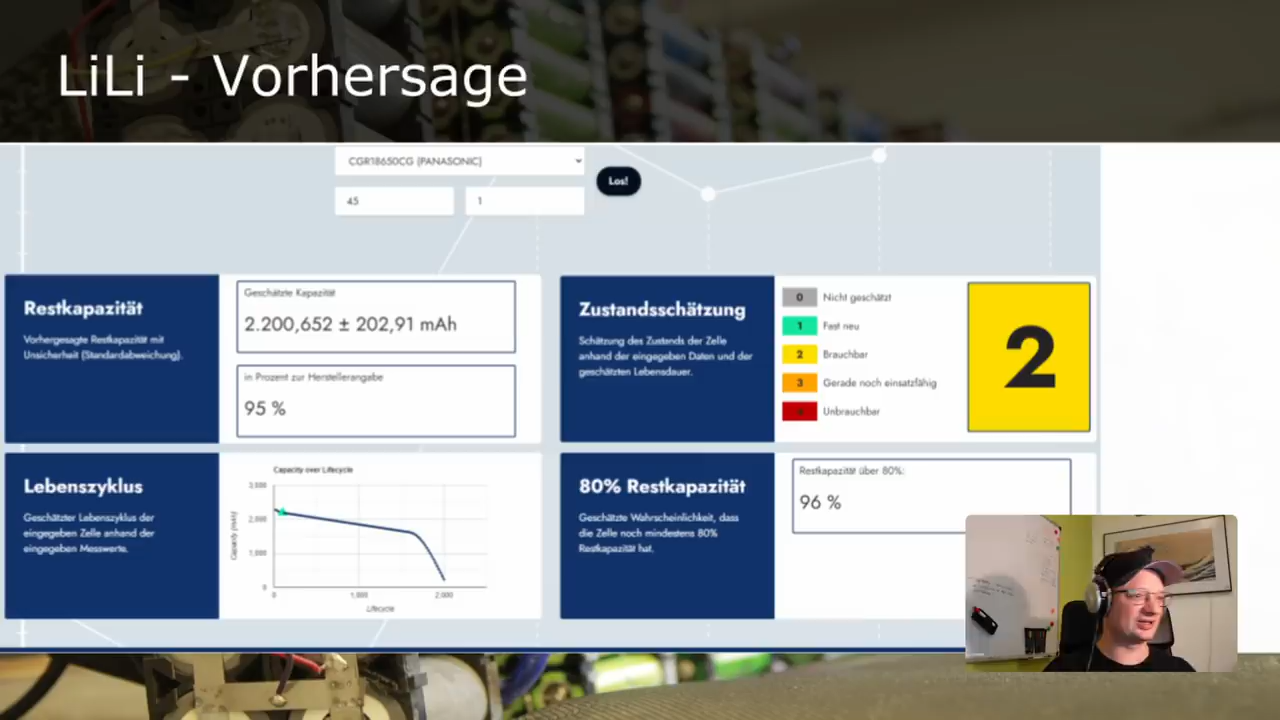 LiLi - Vorhersage
CGR18650CG (PANASONIC)
Los!
45
1
Restkapazität
Vorhergesagte Restkapazität mit
Unsicherheit (Standardabweichung).
Geschätzte Kapazität
2.200,652 ± 202,91 mAh
in Prozent zur Herstellerangabe
95 %
Zustandsschätzung
Schätzung des Zustands der Zelle
anhand der eingegeben Daten und der
geschätzten Lebensdauer.
0 Nicht geschätzt
1 Fast neu
2 Brauchbar
3 Gerade noch einsatzfähig
Unbrauchbar
2
Lebenszyklus
Geschätzter Lebenszyklus der
eingegeben Zelle anhand der
eingegeben Messwerte.
Capacity over Lifecycle
Capacity (mAh)
3,000
2,000
1,000
0
0 1,000 2,000
Lifecycle
80% Restkapazität
Geschätzte Wahrscheinlichkeit, dass
die Zelle noch mindestens 80%
Restkapazität hat.
Restkapazität über 80%:
96 %